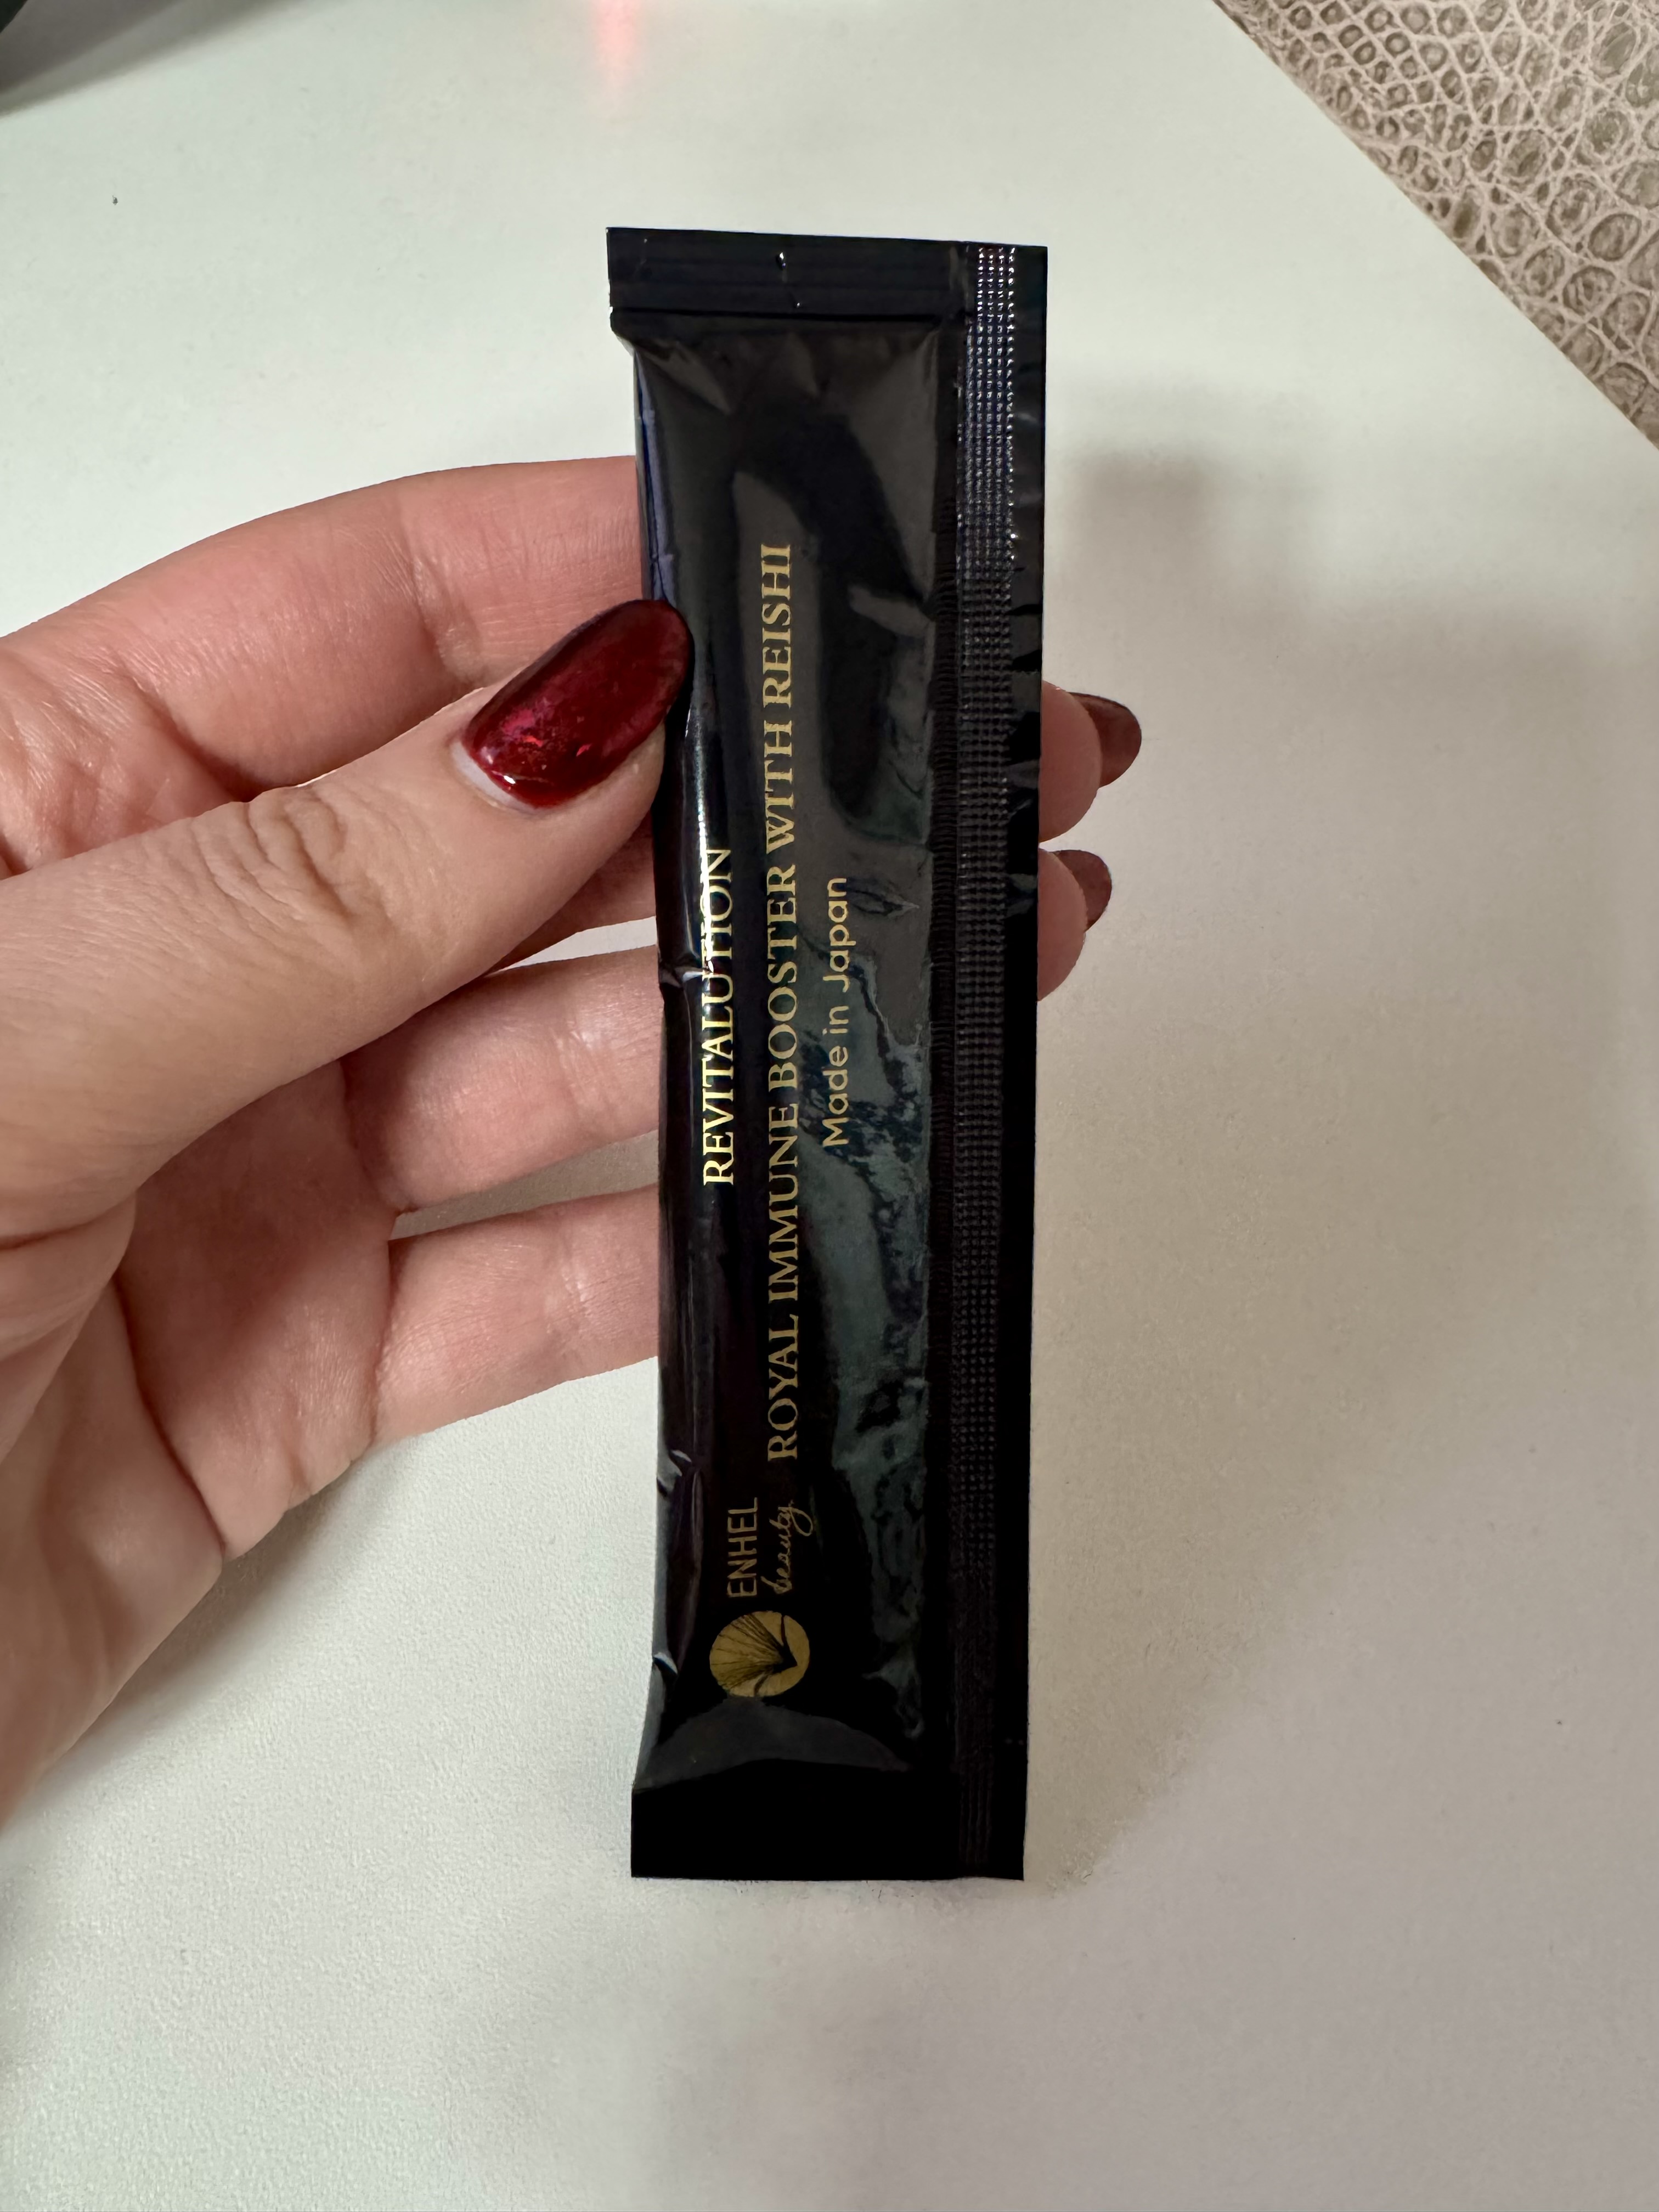 ENHEL
beauty
REVITALUTION
ROYAL IMMUNE BOOSTER WITH REISHI
Made in Japan